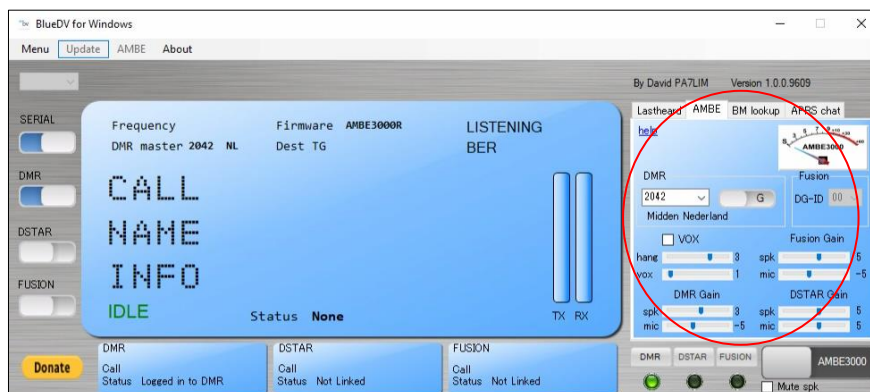 BlueDV for Windows
Menu Update AMBE About
By David PA7LIM Version 1.0.0.9609
SERIAL
DMR
DSTAR
FUSION
Donate
Frequency Firmware AMBE3000R LISTENING
DMR master 2042 NL Dest TG BER
CALL
NAME
INFO
IDLE Status None TX RX
DMR
Call
Status Logged in to DMR
DSTAR
Call
Status Not Linked
FUSION
Call
Status Not Linked
Lastheard AMBE BM lookup APRS chat
help
AMBE3000
DMR Fusion
2042 G DG-ID 00
Midden Nederland
VOX Fusion Gain
hang 3 spk 5
vox 1 mic -5
DMR Gain DSTAR Gain
spk 3 spk 5
mic -5 mic 5
DMR DSTAR FUSION AMBE3000
Mute spk